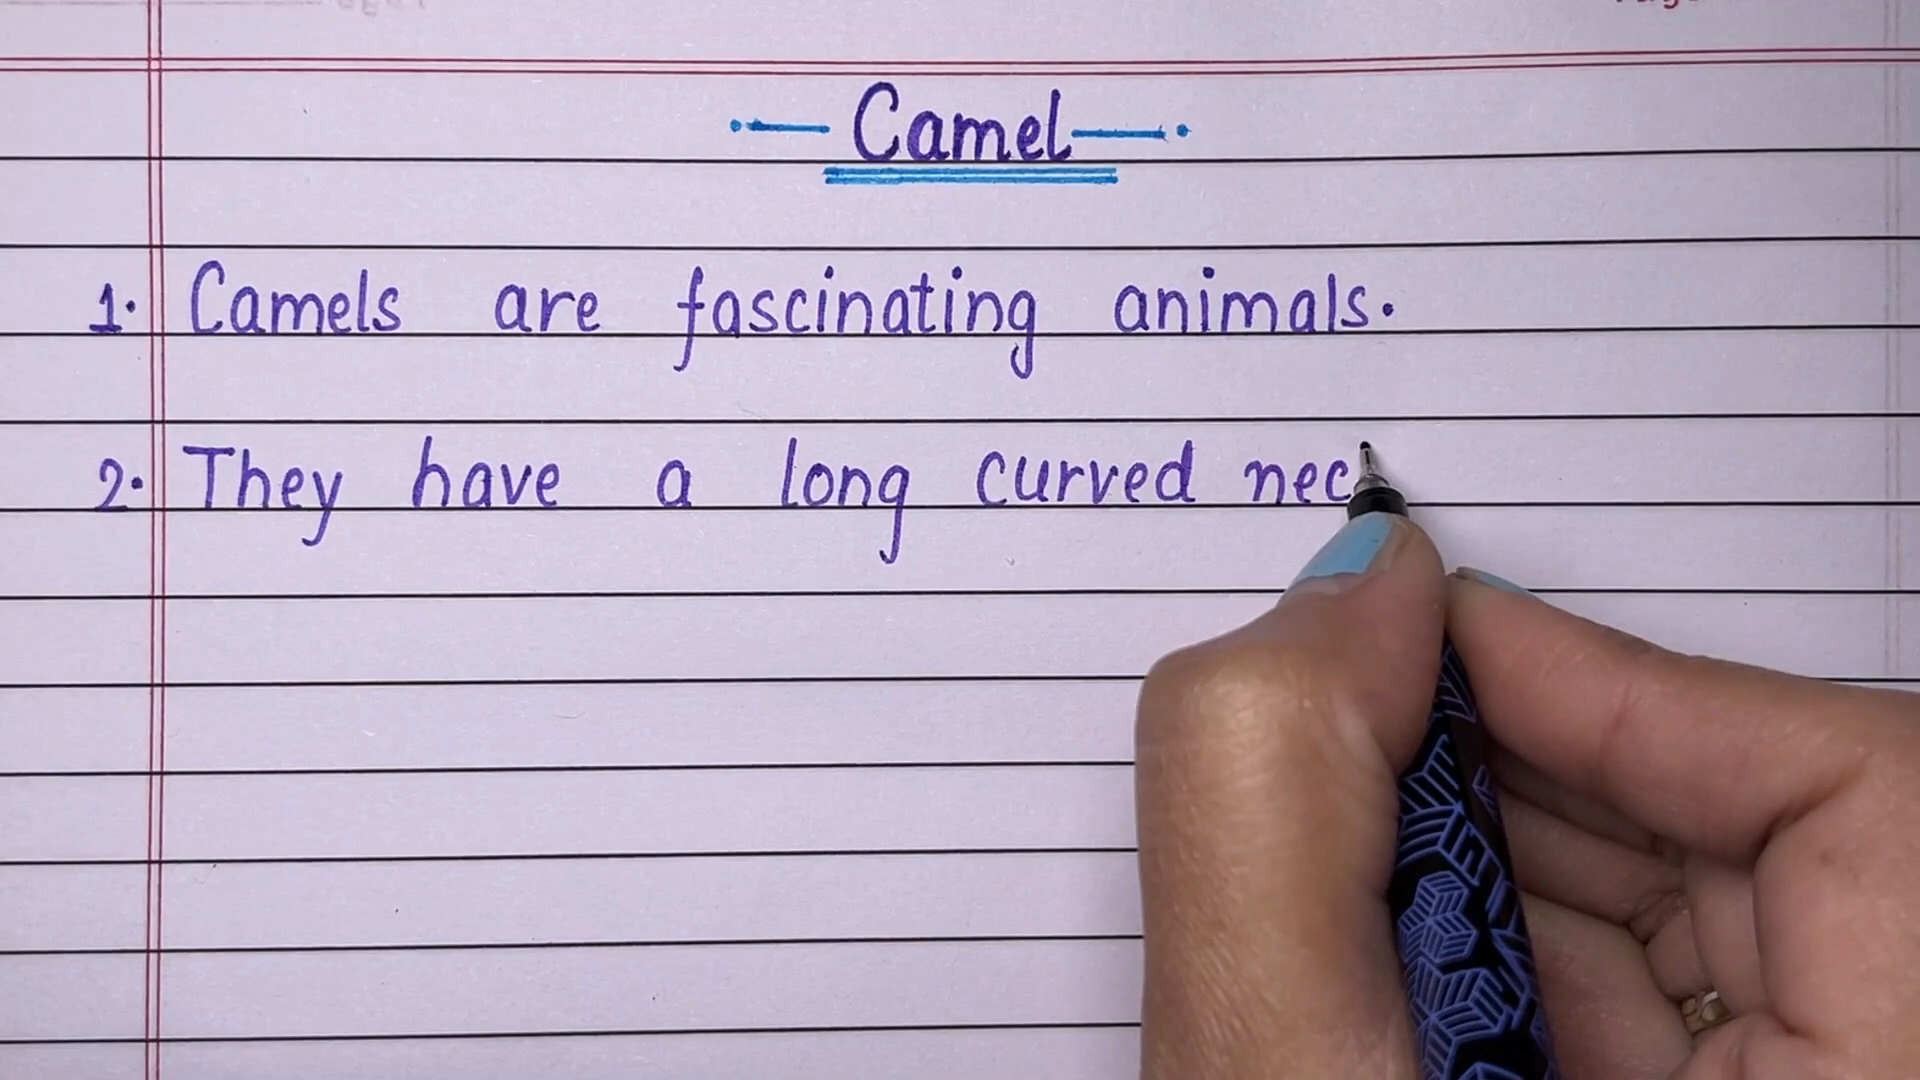 Camel
1. Camels are fascinating animals.
2. They have a long curved nec